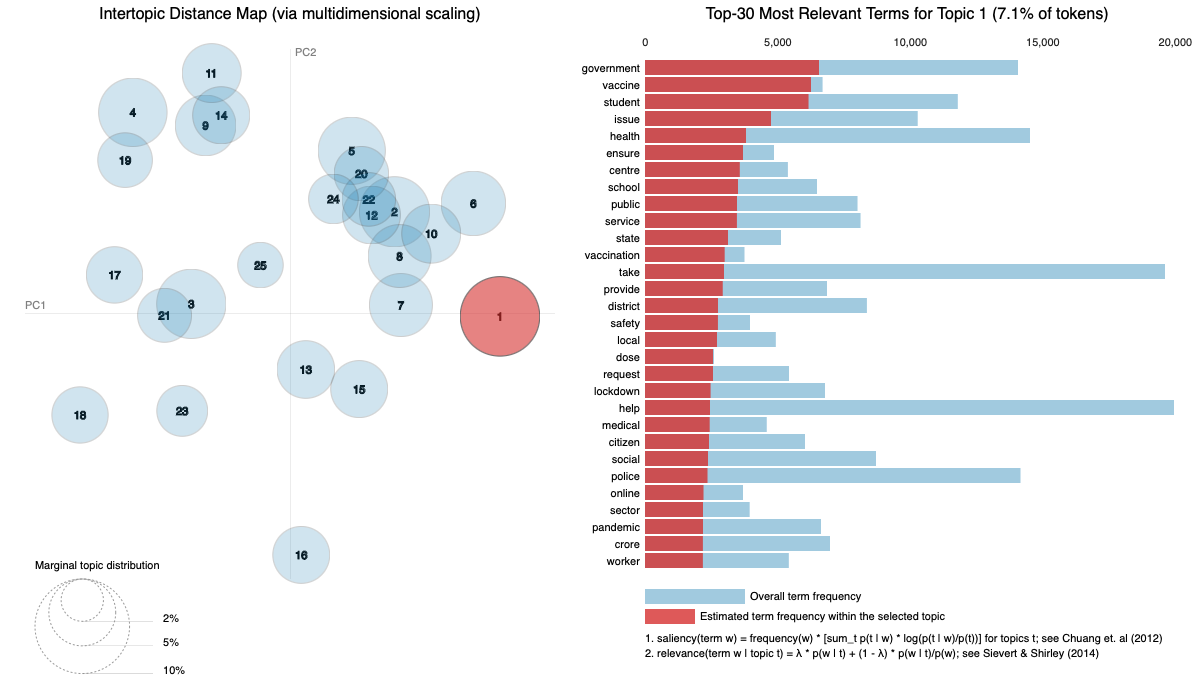 Intertopic Distance Map (via multidimensional scaling)
PC2
PC1
11
4
14
9
19
5
20
24
22
2
12
6
10
8
25
17
3
21
7
1
13
15
18
23
16
Marginal topic distribution
2%
5%
10%
Top-30 Most Relevant Terms for Topic 1 (7.1% of tokens)
0 5,000 10,000 15,000 20,000
government
vaccine
student
issue
health
ensure
centre
school
public
service
state
vaccination
take
provide
district
safety
local
dose
request
lockdown
help
medical
citizen
social
police
online
sector
pandemic
crore
worker
Overall term frequency
Estimated term frequency within the selected topic
1. saliency(term w) = frequency(w) * [sum_t p(t | w) * log(p(t | w)/p(t))] for topics t; see Chuang et. al (2012)
2. relevance(term w | topic t) = λ * p(w | t) + (1 - λ) * p(w | t)/p(w); see Sievert & Shirley (2014)